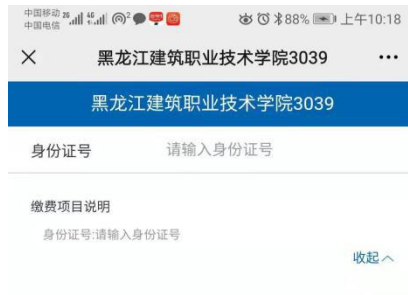 中国移动 26 46 2 88% 上午10:18
中国电信
黑龙江建筑职业技术学院3039
黑龙江建筑职业技术学院3039
身份证号 请输入身份证号
缴费项目说明
身份证号:请输入身份证号
收起